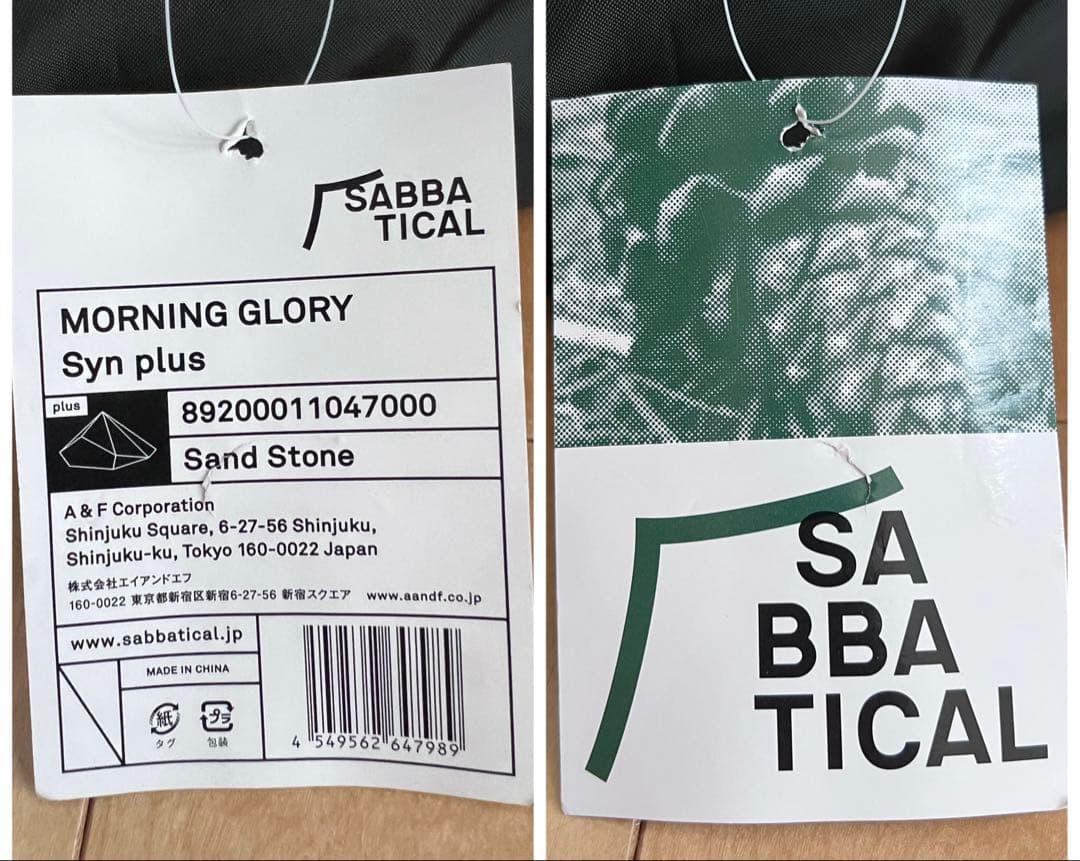 SABBA
TICAL
MORNING GLORY
Syn plus
plus
89200011047000
Sand Stone
A & F Corporation
Shinjuku Square, 6-27-56 Shinjuku,
Shinjuku-ku, Tokyo 160-0022 Japan
株式会社エイアンドエフ
160-0022 東京都新宿区新宿6-27-56 新宿スクエア www.aandf.co.jp
www.sabbatical.jp
MADE IN CHINA
紙
タグ
プラ
包装
4 549562 647989
SA
BBA
TICAL